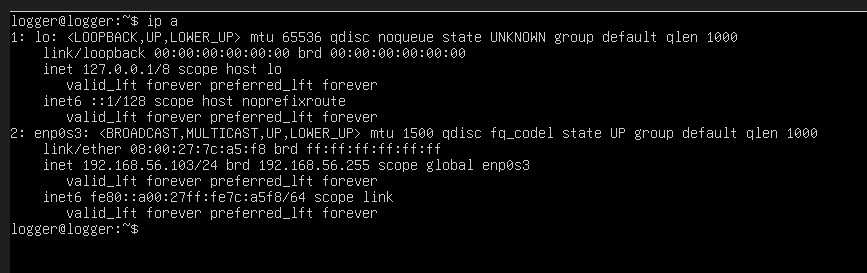 logger@logger:~$ ip a
1: lo: <LOOPBACK,UP,LOWER_UP> mtu 65536 qdisc noqueue state UNKNOWN group default qlen 1000
    link/loopback 00:00:00:00:00:00 brd 00:00:00:00:00:00
    inet 127.0.0.1/8 scope host lo
       valid_lft forever preferred_lft forever
    inet6 ::1/128 scope host noprefixroute
       valid_lft forever preferred_lft forever
2: enp0s3: <BROADCAST,MULTICAST,UP,LOWER_UP> mtu 1500 qdisc fq_codel state UP group default qlen 1000
    link/ether 08:00:27:7c:a5:f8 brd ff:ff:ff:ff:ff:ff
    inet 192.168.56.103/24 brd 192.168.56.255 scope global enp0s3
       valid_lft forever preferred_lft forever
    inet6 fe80::a00:27ff:fe7c:a5f8/64 scope link
       valid_lft forever preferred_lft forever
logger@logger:~$